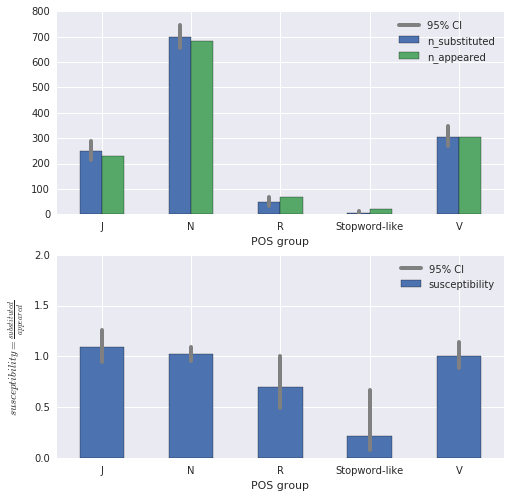 800
700
600
500
400
300
200
100
0
95% CI
n_substituted
n_appeared
J N R Stopword-like V
POS group
2.0
1.5
1.0
0.5
0.0
susceptibility = substituted/appeared
95% CI
susceptibility
J N R Stopword-like V
POS group